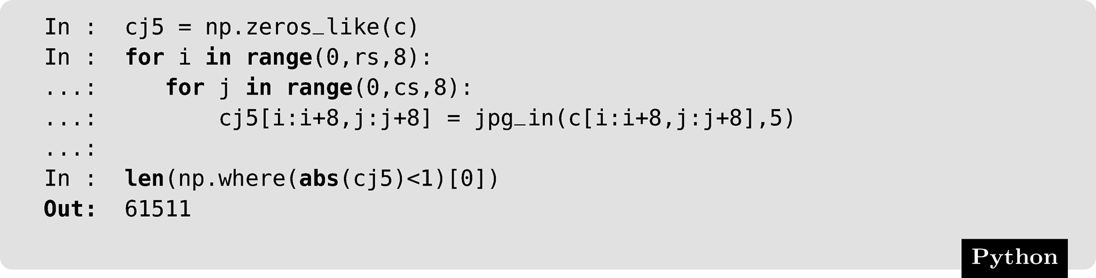 In :  cj5 = np.zeros_like(c)
In :  for i in range(0,rs,8):
...:     for j in range(0,cs,8):
...:         cj5[i:i+8,j:j+8] = jpg_in(c[i:i+8,j:j+8],5)
...:
In :  len(np.where(abs(cj5)<1)[0])
Out:  61511
Python